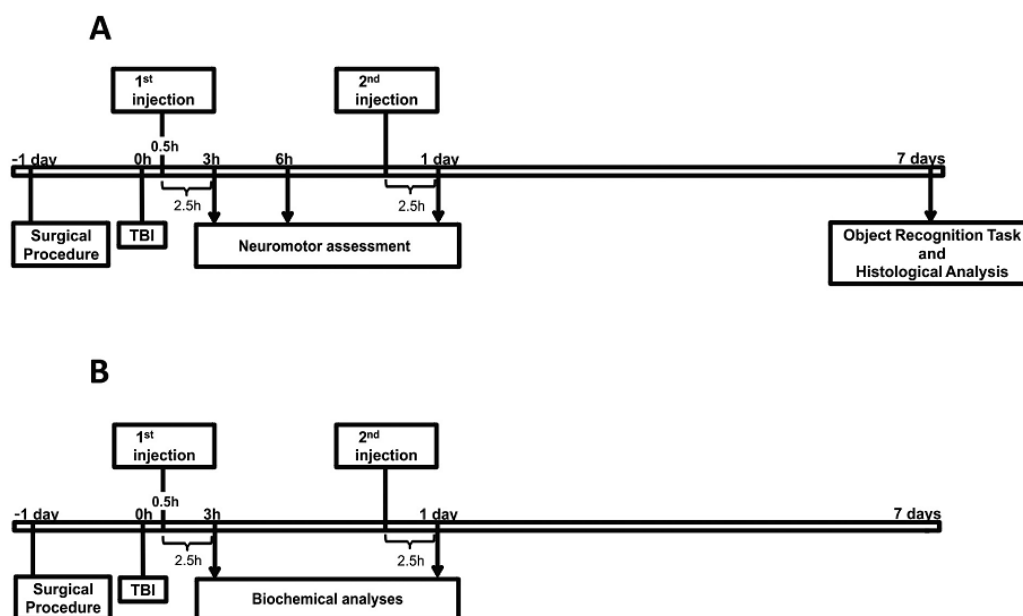 A
1st
injection
2nd
injection
-1 day
0h
0.5h
3h
6h
1 day
7 days
2.5h
2.5h
Surgical
Procedure
TBI
Neuromotor assessment
Object Recognition Task
and
Histological Analysis
B
1st
injection
2nd
injection
-1 day
0h
0.5h
3h
1 day
7 days
2.5h
2.5h
Surgical
Procedure
TBI
Biochemical analyses